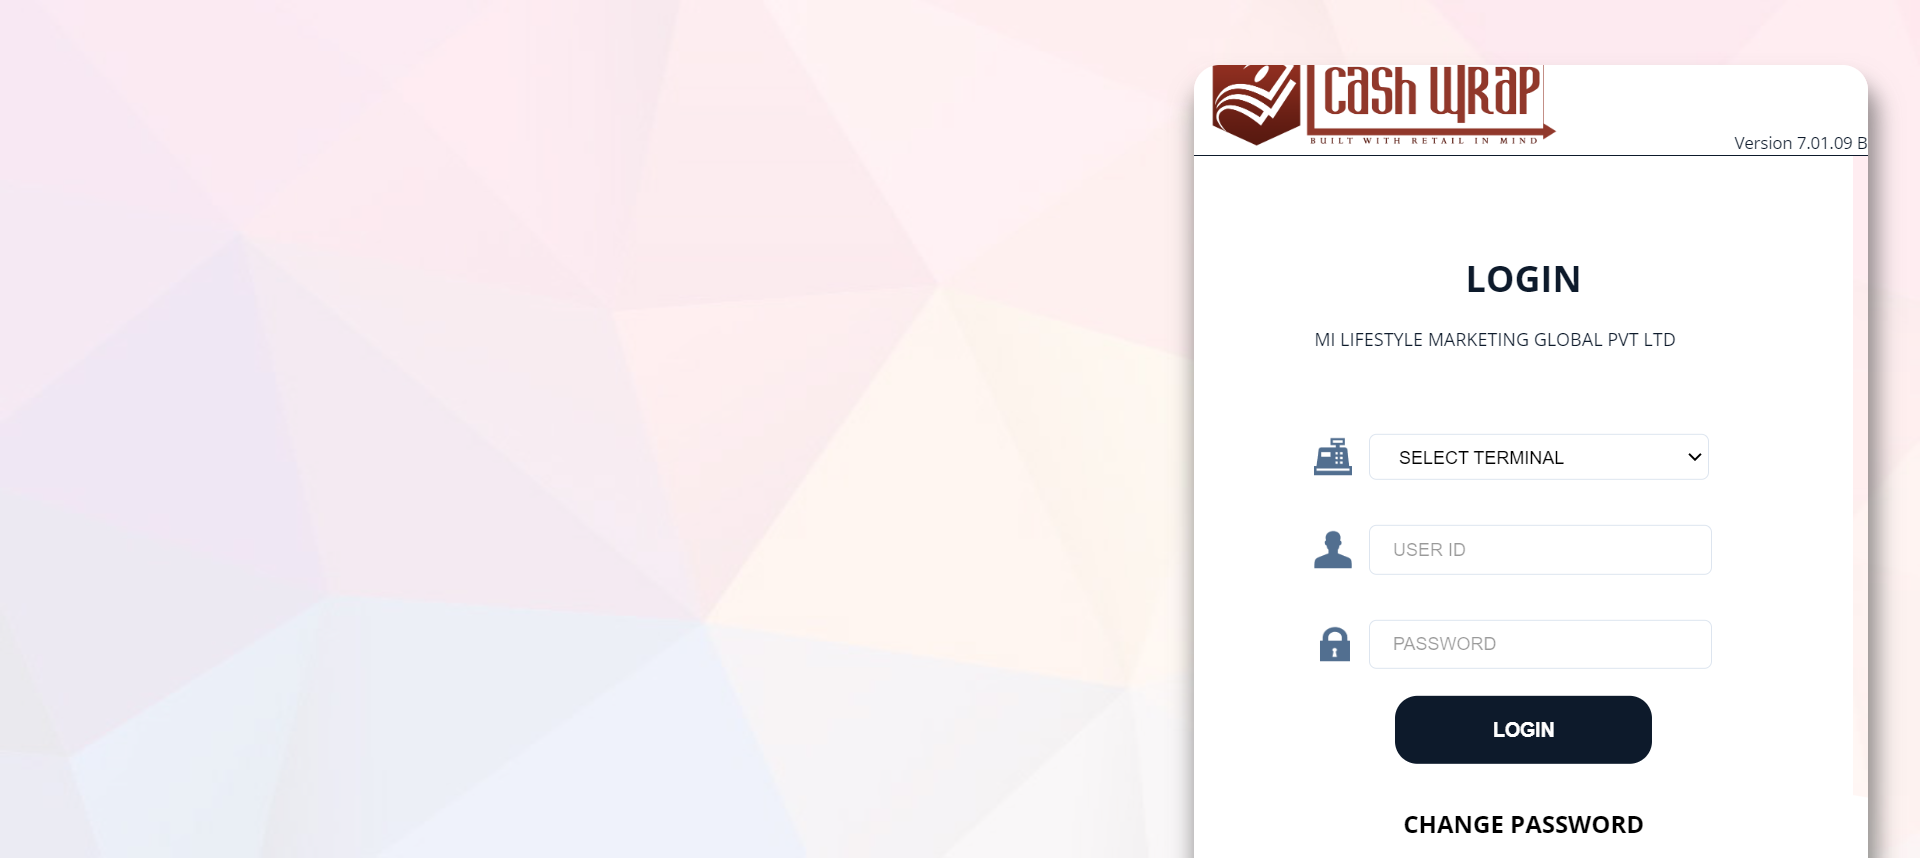 Cash Wrap
BUILT WITH RETAIL IN MIND
Version 7.01.09 B
LOGIN
MI LIFESTYLE MARKETING GLOBAL PVT LTD
SELECT TERMINAL
USER ID
PASSWORD
LOGIN
CHANGE PASSWORD